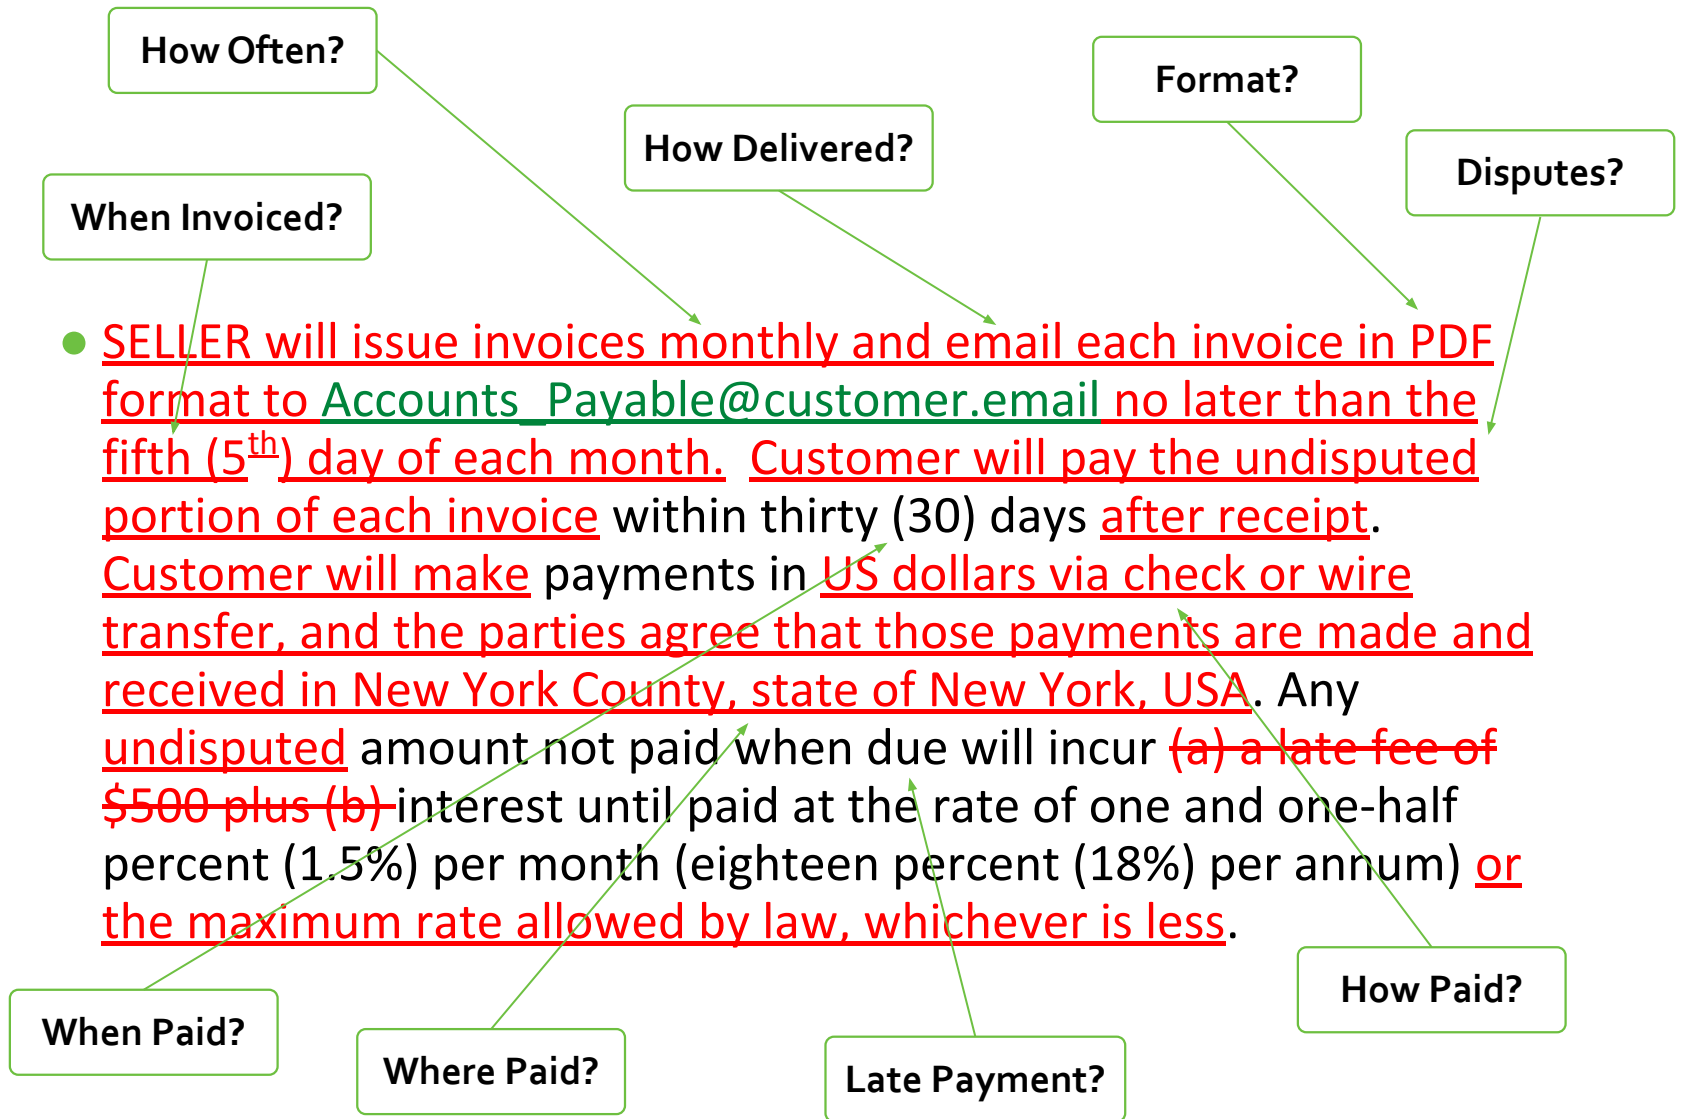 How Often?
Format?
How Delivered?
Disputes?
When Invoiced?
SELLER will issue invoices monthly and email each invoice in PDF
format to Accounts_Payable@customer.email no later than the
fifth (5th) day of each month.  Customer will pay the undisputed
portion of each invoice within thirty (30) days after receipt.
Customer will make payments in US dollars via check or wire
transfer, and the parties agree that those payments are made and
received in New York County, state of New York, USA. Any
undisputed amount not paid when due will incur (a) a late fee of
$500 plus (b) interest until paid at the rate of one and one-half
percent (1.5%) per month (eighteen percent (18%) per annum) or
the maximum rate allowed by law, whichever is less.
How Paid?
When Paid?
Where Paid?
Late Payment?